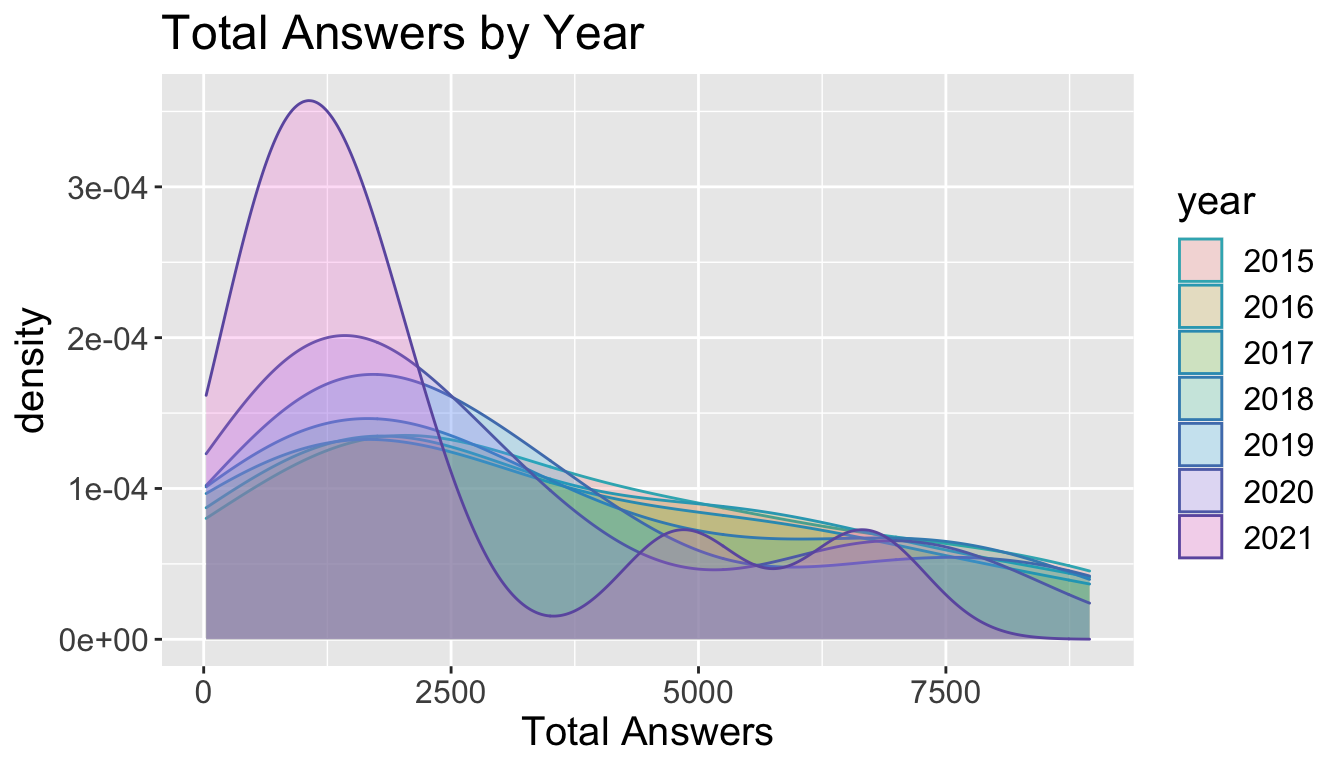 Total Answers by Year
density
3e-04
2e-04
1e-04
0e+00
0 2500 5000 7500
Total Answers
year
2015
2016
2017
2018
2019
2020
2021